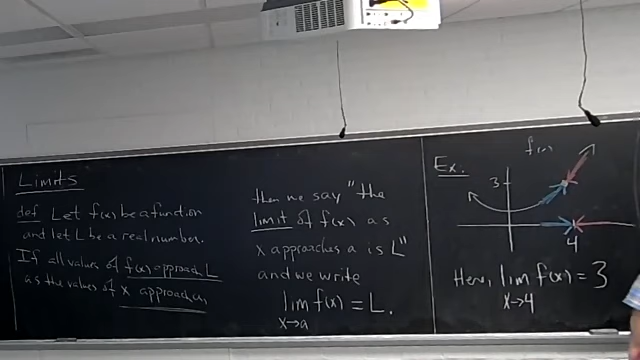 Limits
def Let f(x) be a function
and let L be a real number.
If all values of f(x) approach L
as the values of x approach a,
then we say "the
limit of f(x) as
x approaches a is L"
and we write
lim f(x) = L.
x→a
Ex.
f(x)
3
4
Here, lim f(x) = 3
x→4